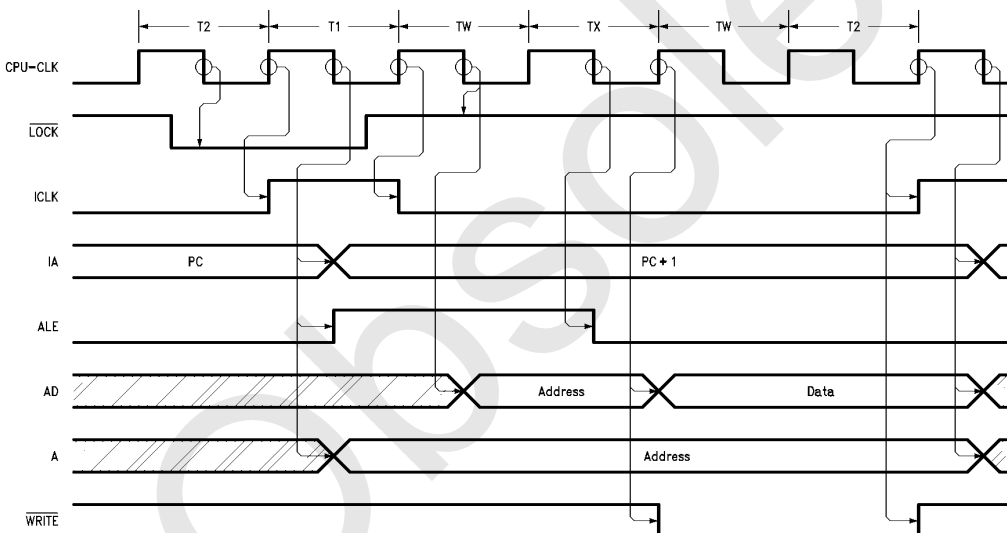 T2 T1 TW TX TW T2
CPU-CLK
LOCK
ICLK
IA PC PC + 1
ALE
AD Address Data
A Address
WRITE
Obsole